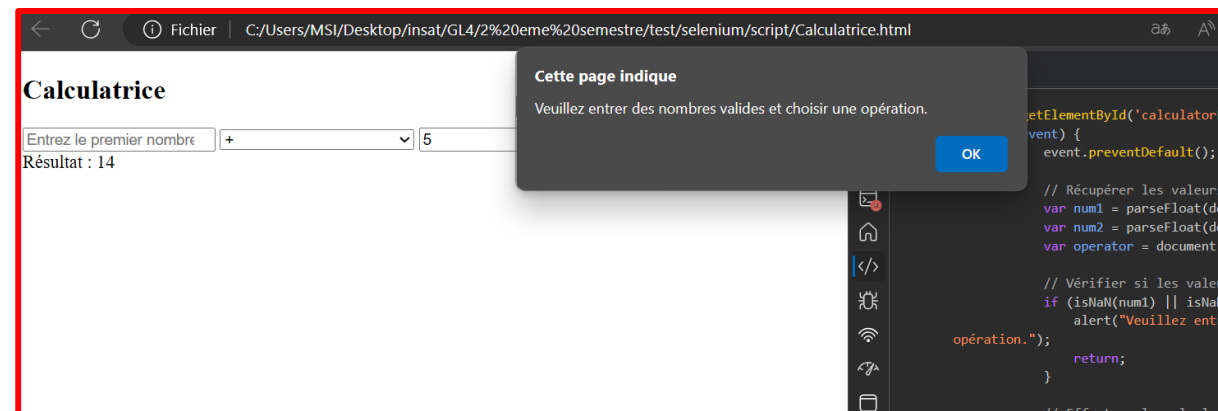 Fichier C:/Users/MSI/Desktop/insat/GL4/2%20eme%20semestre/test/selenium/script/Calculatrice.html
Calculatrice
Entrez le premier nombre + 5
Résultat : 14
Cette page indique
Veuillez entrer des nombres valides et choisir une opération.
OK
etElementById('calculator
vent) {
event.preventDefault();
// Récupérer les valeur
var num1 = parseFloat(d
var num2 = parseFloat(d
var operator = document
// Vérifier si les vale
if (isNaN(num1) || isNa
alert("Veuillez ent
opération.");
return;
}